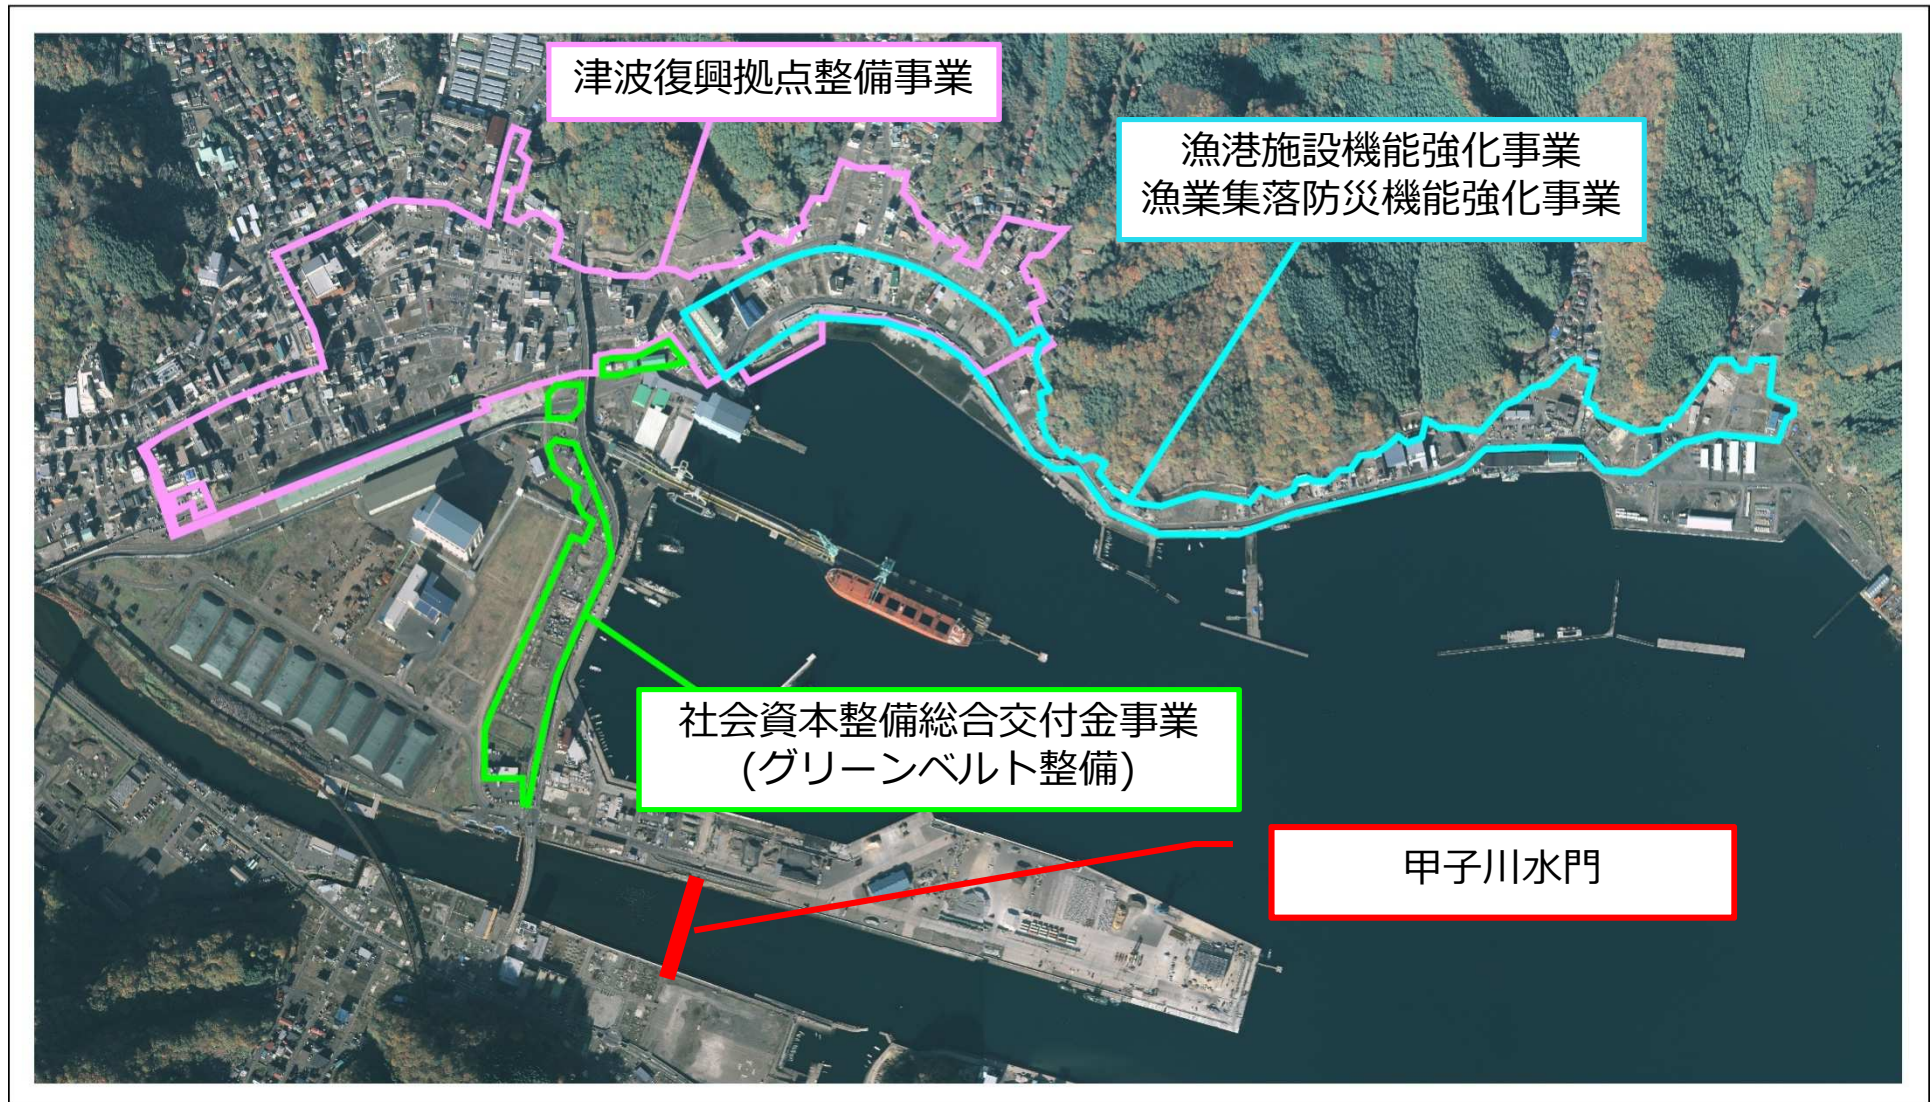 津波復興拠点整備事業
漁港施設機能強化事業
漁業集落防災機能強化事業
社会資本整備総合交付金事業
(グリーンベルト整備)
甲子川水門